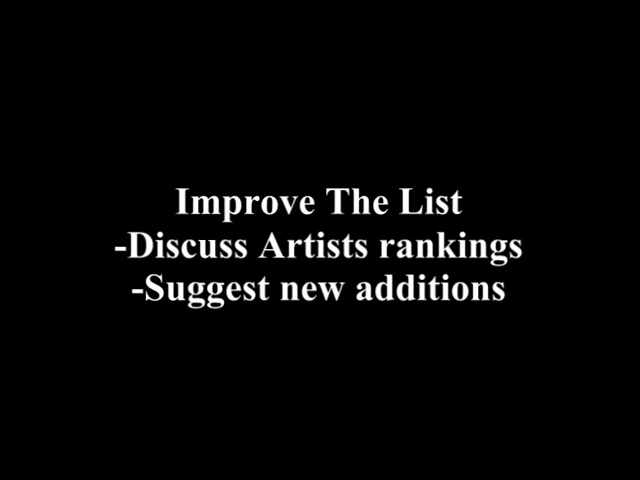 Improve The List
-Discuss Artists rankings
-Suggest new additions